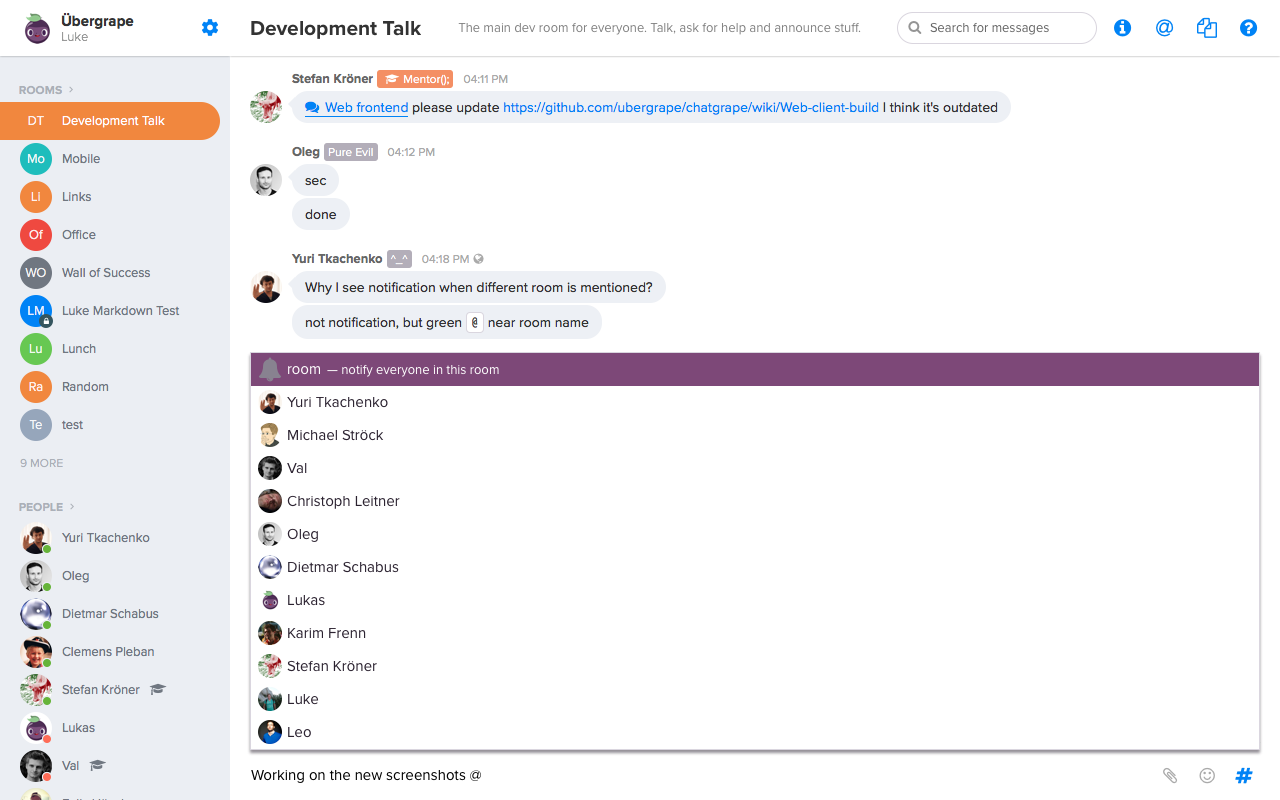 Übergrape
Luke
Development Talk
The main dev room for everyone. Talk, ask for help and announce stuff.
Search for messages
ROOMS
DT Development Talk
Mo Mobile
LI Links
Of Office
WO Wall of Success
LM Luke Markdown Test
Lu Lunch
Ra Random
Te test
9 MORE
PEOPLE
Yuri Tkachenko
Oleg
Dietmar Schabus
Clemens Pleban
Stefan Kröner
Lukas
Val
Stefan Kröner Mentor(); 04:11 PM
Web frontend please update https://github.com/ubergrape/chatgrape/wiki/Web-client-build I think it's outdated
Oleg Pure Evil 04:12 PM
sec
done
Yuri Tkachenko ^_^ 04:18 PM
Why I see notification when different room is mentioned?
not notification, but green @ near room name
room — notify everyone in this room
Yuri Tkachenko
Michael Ströck
Val
Christoph Leitner
Oleg
Dietmar Schabus
Lukas
Karim Frenn
Stefan Kröner
Luke
Leo
Working on the new screenshots @